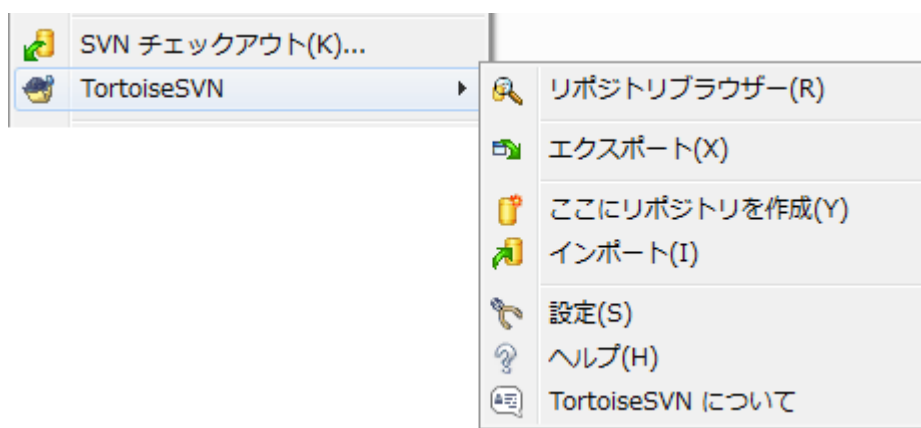 SVN チェックアウト(K)...
TortoiseSVN
リポジトリブラウザー(R)
エクスポート(X)
ここにリポジトリを作成(Y)
インポート(I)
設定(S)
ヘルプ(H)
TortoiseSVN について